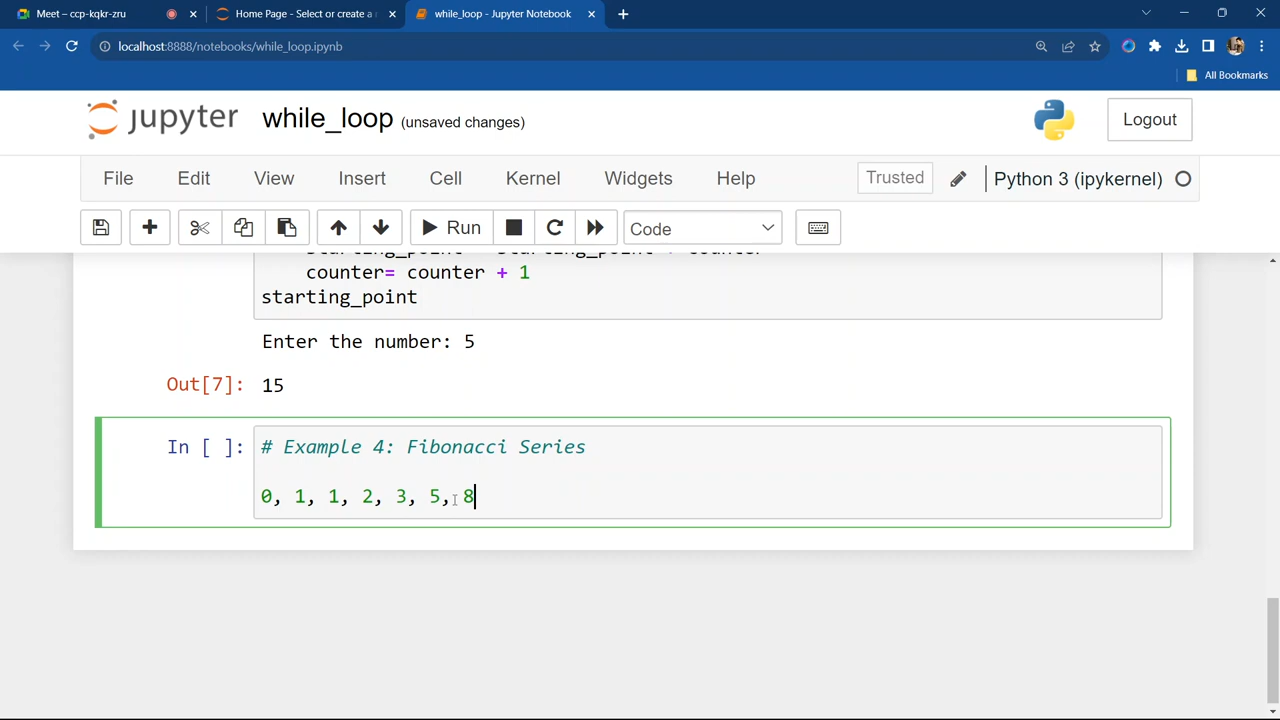 Meet – ccp-kqkr-zru
Home Page - Select or create a
while_loop - Jupyter Notebook
localhost:8888/notebooks/while_loop.ipynb
All Bookmarks
jupyter while_loop (unsaved changes)
Logout
File Edit View Insert Cell Kernel Widgets Help
Trusted
Python 3 (ipykernel)
Run
Code
counter= counter + 1
starting_point
Enter the number: 5
Out[7]: 15
In [ ]: # Example 4: Fibonacci Series
0, 1, 1, 2, 3, 5, 8